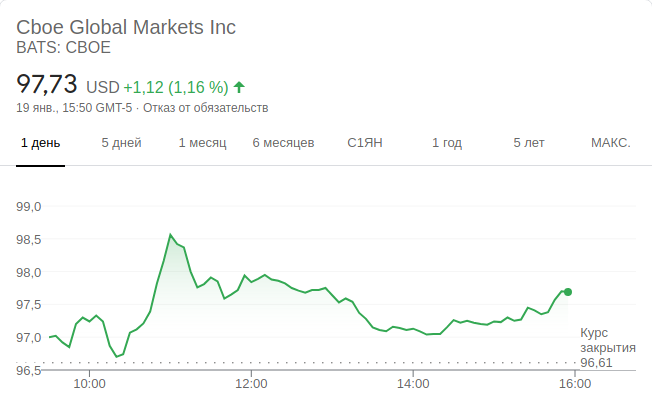 Cboe Global Markets Inc
BATS: CBOE
97,73 USD +1,12 (1,16 %)
19 янв., 15:50 GMT-5 · Отказ от обязательств
1 день 5 дней 1 месяц 6 месяцев С1ЯН 1 год 5 лет МАКС.
99,0
98,5
98,0
97,5
97,0
96,5
Курс
закрытия
96,61
10:00 12:00 14:00 16:00